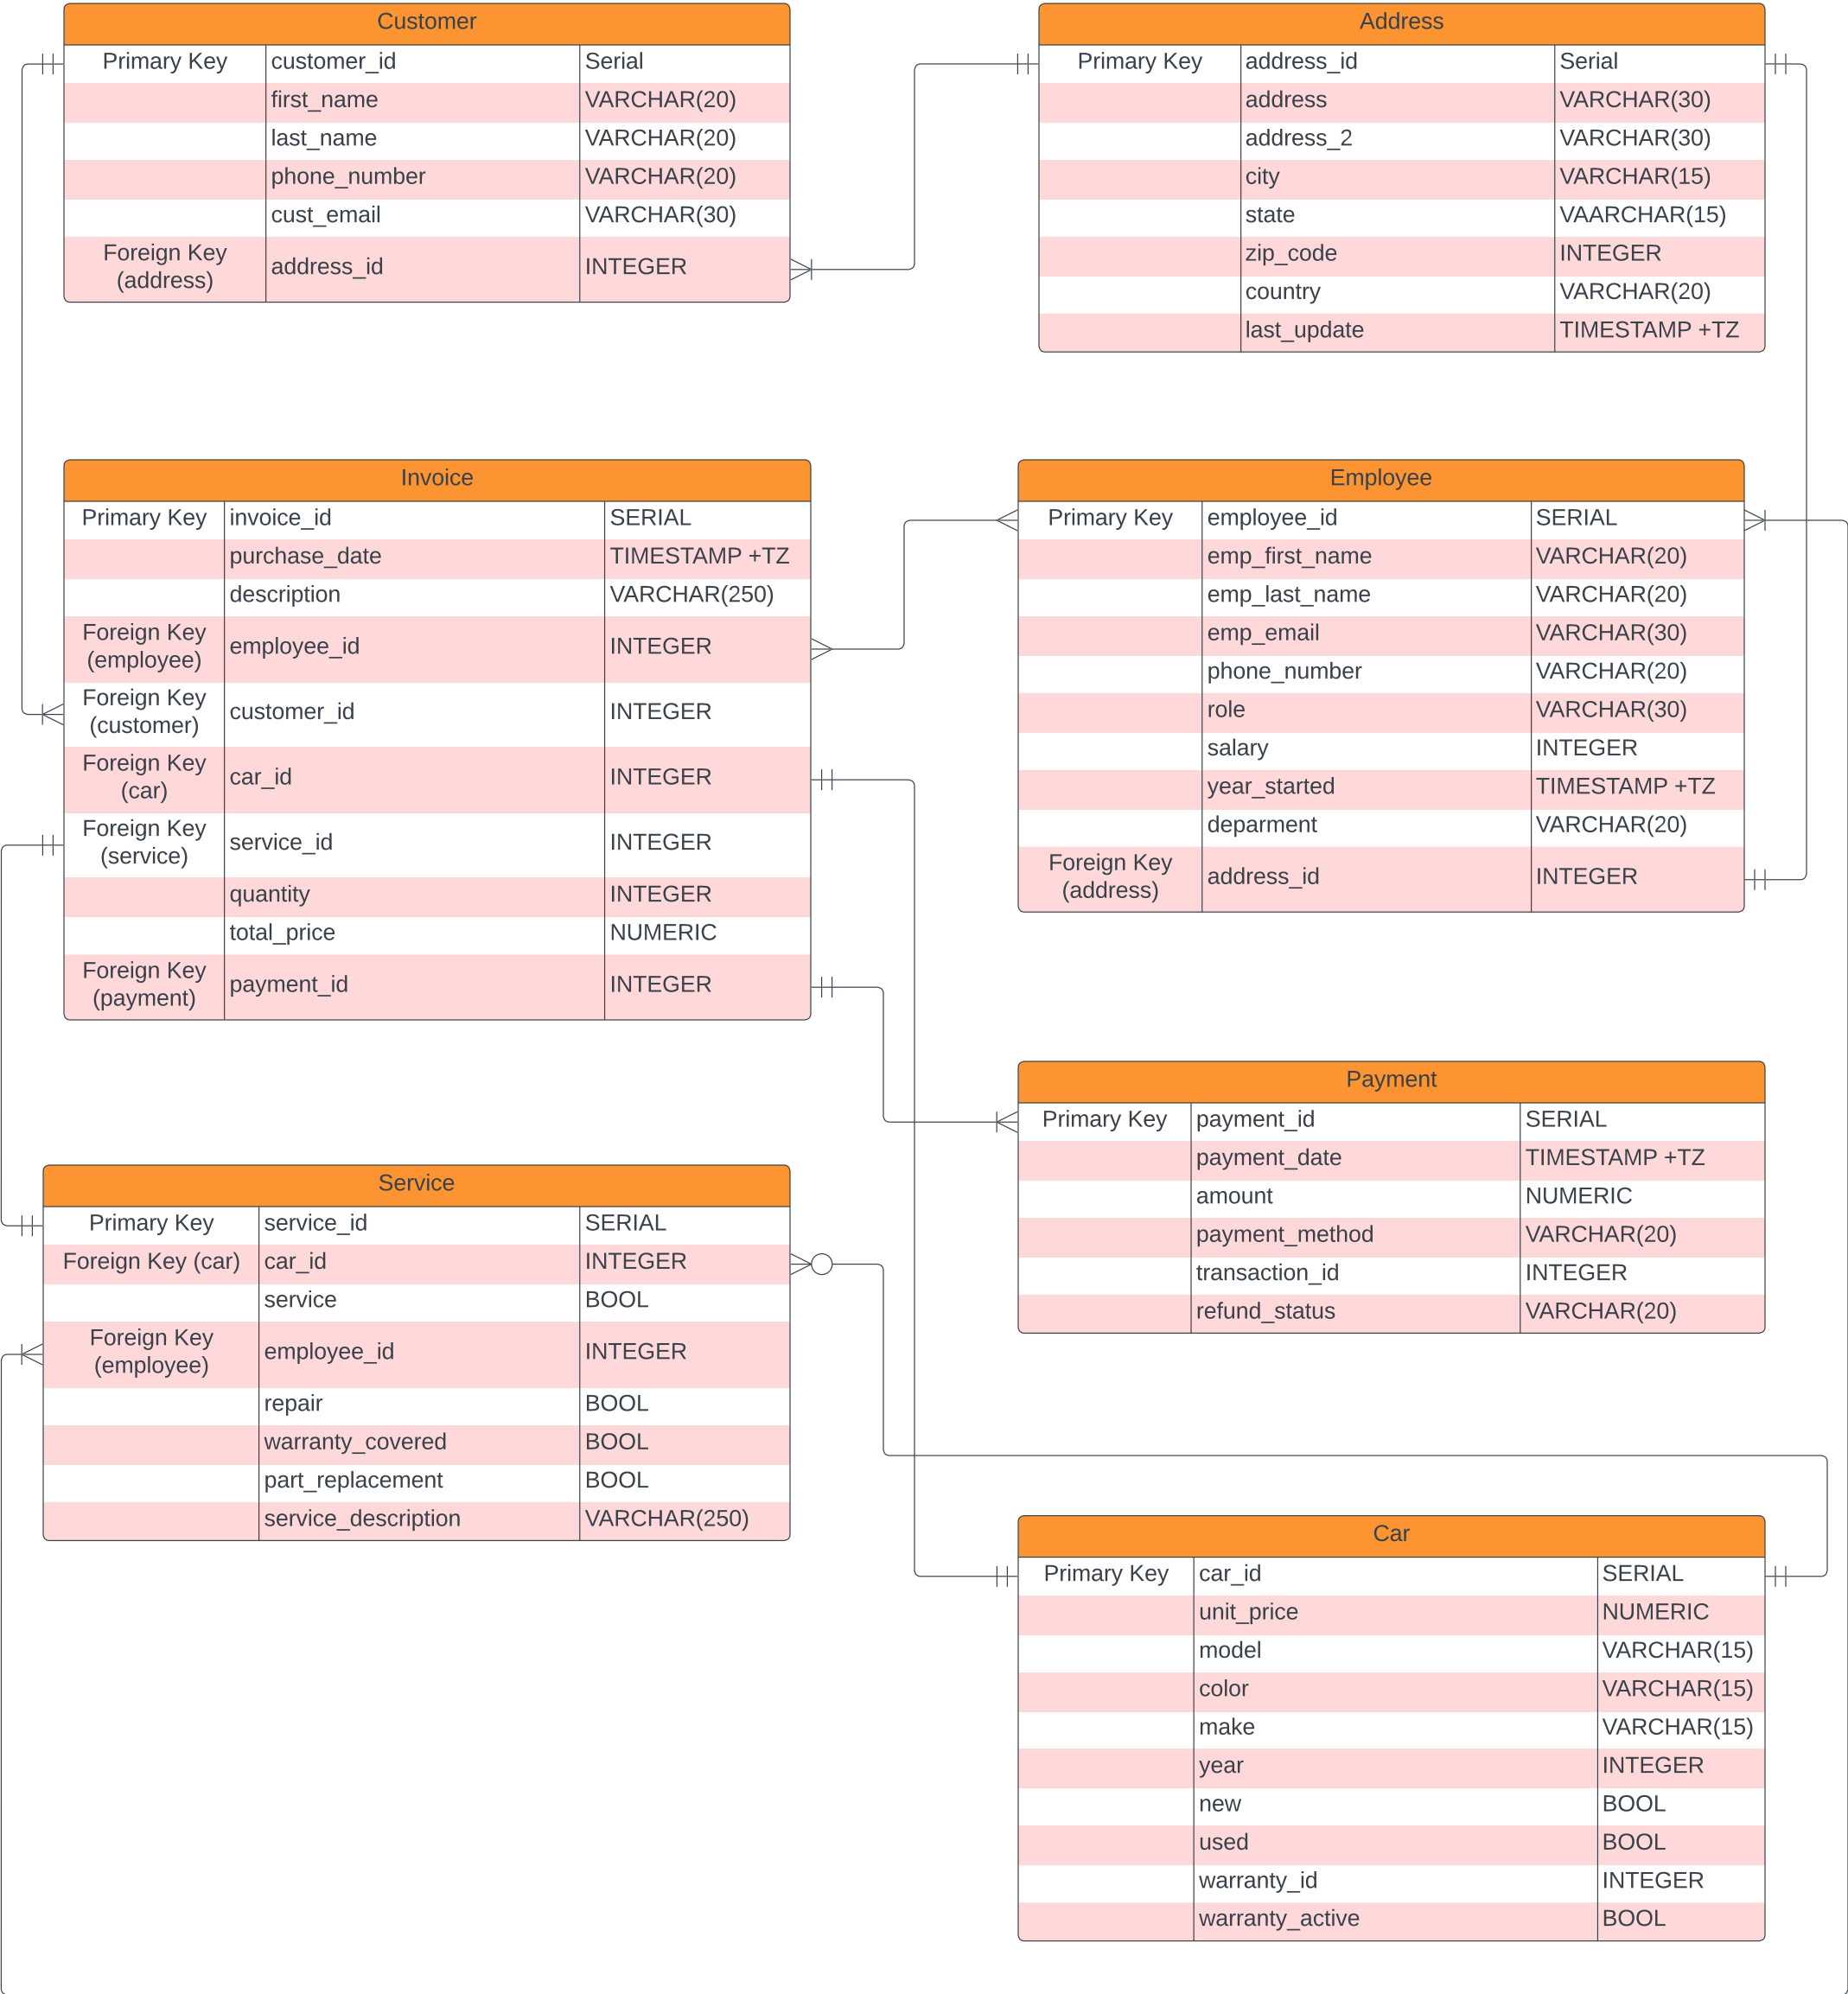 Customer
Primary Key customer_id Serial
first_name VARCHAR(20)
last_name VARCHAR(20)
phone_number VARCHAR(20)
cust_email VARCHAR(30)
Foreign Key
(address) address_id INTEGER
Address
Primary Key address_id Serial
address VARCHAR(30)
address_2 VARCHAR(30)
city VARCHAR(15)
state VAARCHAR(15)
zip_code INTEGER
country VARCHAR(20)
last_update TIMESTAMP +TZ
Invoice
Primary Key invoice_id SERIAL
purchase_date TIMESTAMP +TZ
description VARCHAR(250)
Foreign Key
(employee) employee_id INTEGER
Foreign Key
(customer) customer_id INTEGER
Foreign Key
(car) car_id INTEGER
Foreign Key
(service) service_id INTEGER
quantity INTEGER
total_price NUMERIC
Foreign Key
(payment) payment_id INTEGER
Employee
Primary Key employee_id SERIAL
emp_first_name VARCHAR(20)
emp_last_name VARCHAR(20)
emp_email VARCHAR(30)
phone_number VARCHAR(20)
role VARCHAR(30)
salary INTEGER
year_started TIMESTAMP +TZ
deparment VARCHAR(20)
Foreign Key
(address) address_id INTEGER
Payment
Primary Key payment_id SERIAL
payment_date TIMESTAMP +TZ
amount NUMERIC
payment_method VARCHAR(20)
transaction_id INTEGER
refund_status VARCHAR(20)
Service
Primary Key service_id SERIAL
Foreign Key (car) car_id INTEGER
service BOOL
Foreign Key
(employee) employee_id INTEGER
repair BOOL
warranty_covered BOOL
part_replacement BOOL
service_description VARCHAR(250)
Car
Primary Key car_id SERIAL
unit_price NUMERIC
model VARCHAR(15)
color VARCHAR(15)
make VARCHAR(15)
year INTEGER
new BOOL
used BOOL
warranty_id INTEGER
warranty_active BOOL